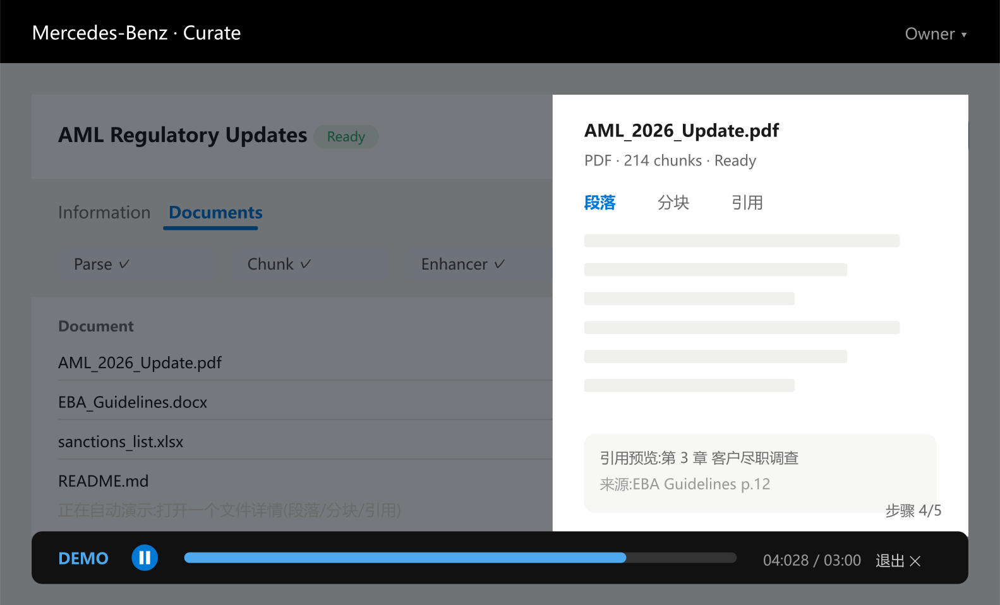 Mercedes-Benz · Curate
Owner ▾
AML Regulatory Updates Ready
Information Documents
Parse ✓ Chunk ✓ Enhancer ✓
Document
AML_2026_Update.pdf
EBA_Guidelines.docx
sanctions_list.xlsx
README.md
正在自动演示:打开一个文件详情(段落/分块/引用)
AML_2026_Update.pdf
PDF · 214 chunks · Ready
段落 分块 引用
引用预览:第 3 章 客户尽职调查
来源:EBA Guidelines p.12
步骤 4/5
DEMO 04:028 / 03:00 退出 ×